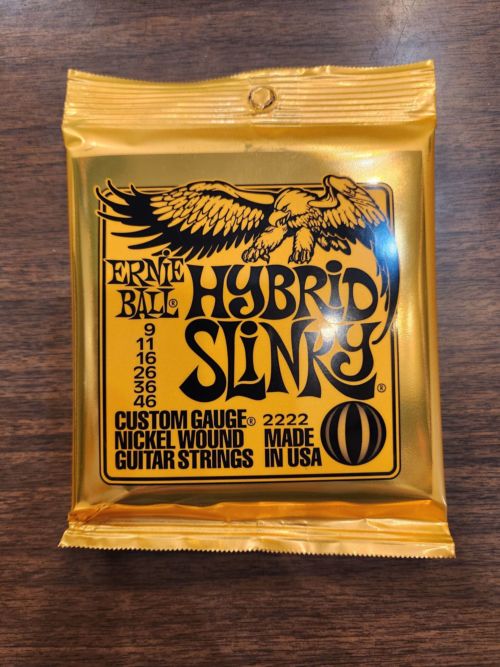 ERNiE
BALL®
HYBRiD
SLiNKY®
9
11
16
26
36
46
CUSTOM GAUGE®
NICKEL WOUND
GUITAR STRINGS
2222
MADE
IN USA